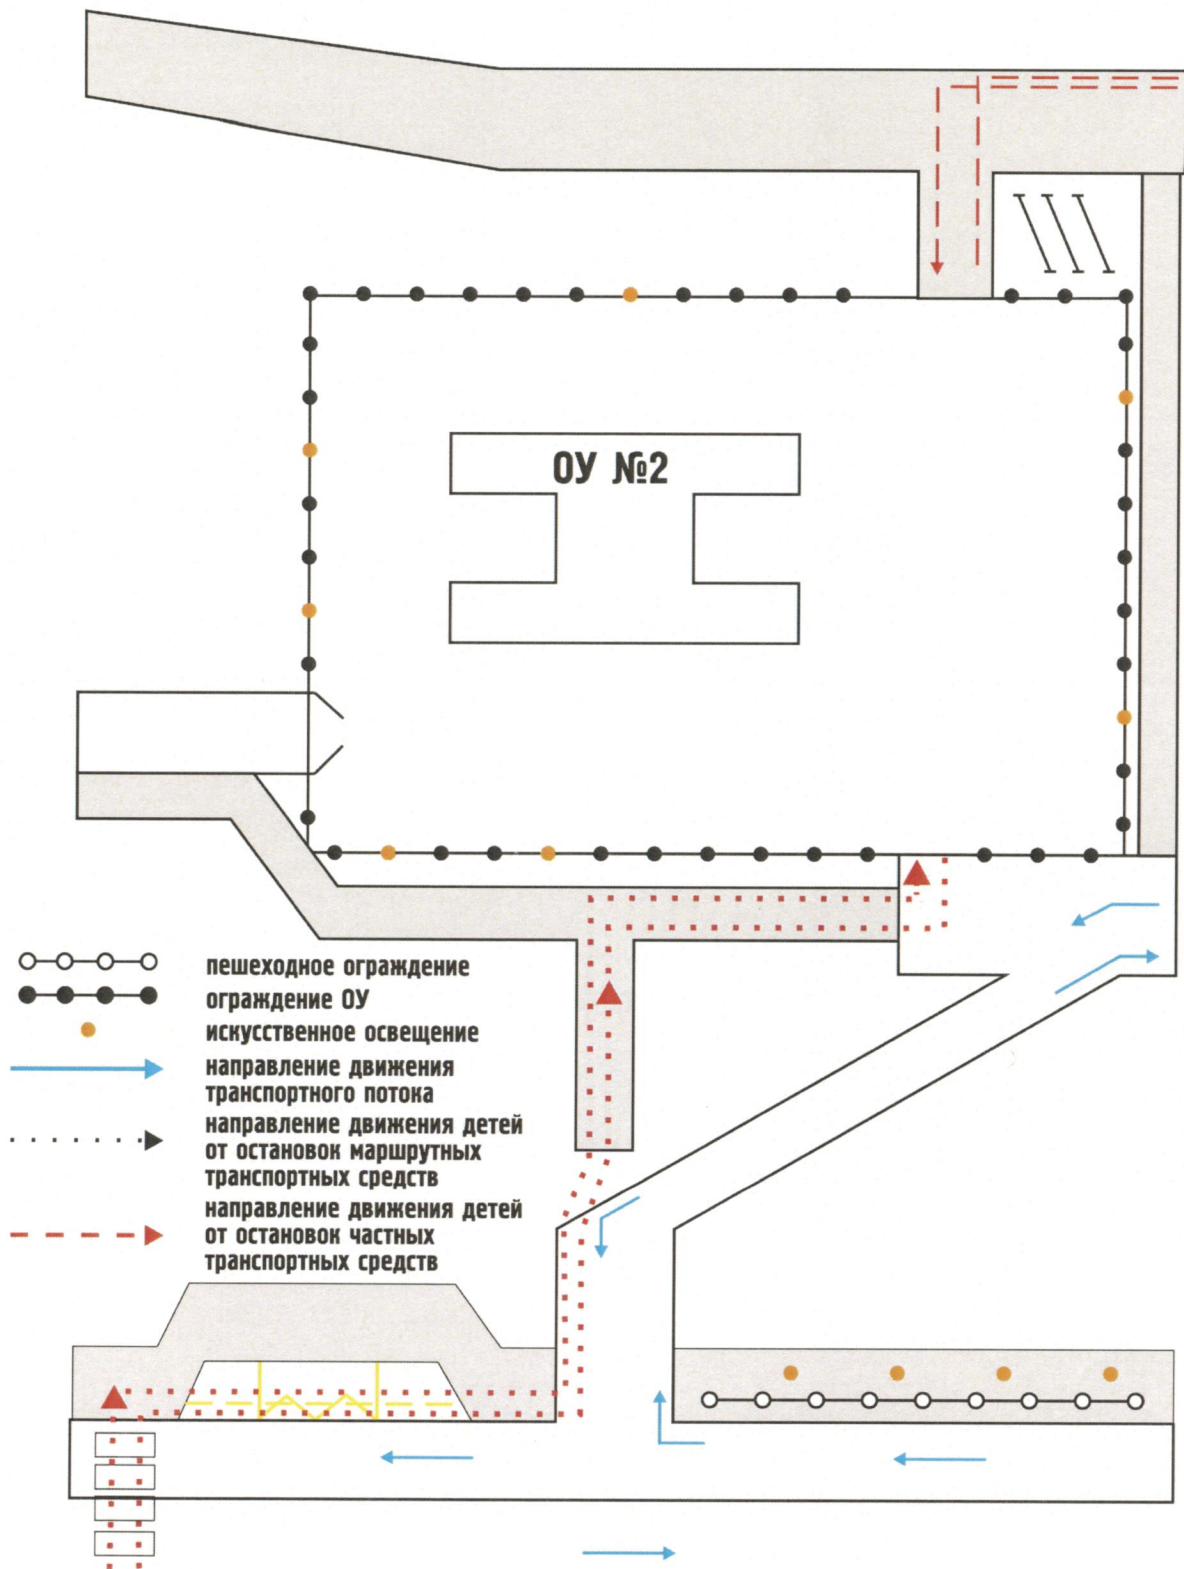 ОУ №2
пешеходное ограждение
ограждение ОУ
искусственное освещение
направление движения
транспортного потока
направление движения детей
от остановок маршрутных
транспортных средств
направление движения детей
от остановок частных
транспортных средств